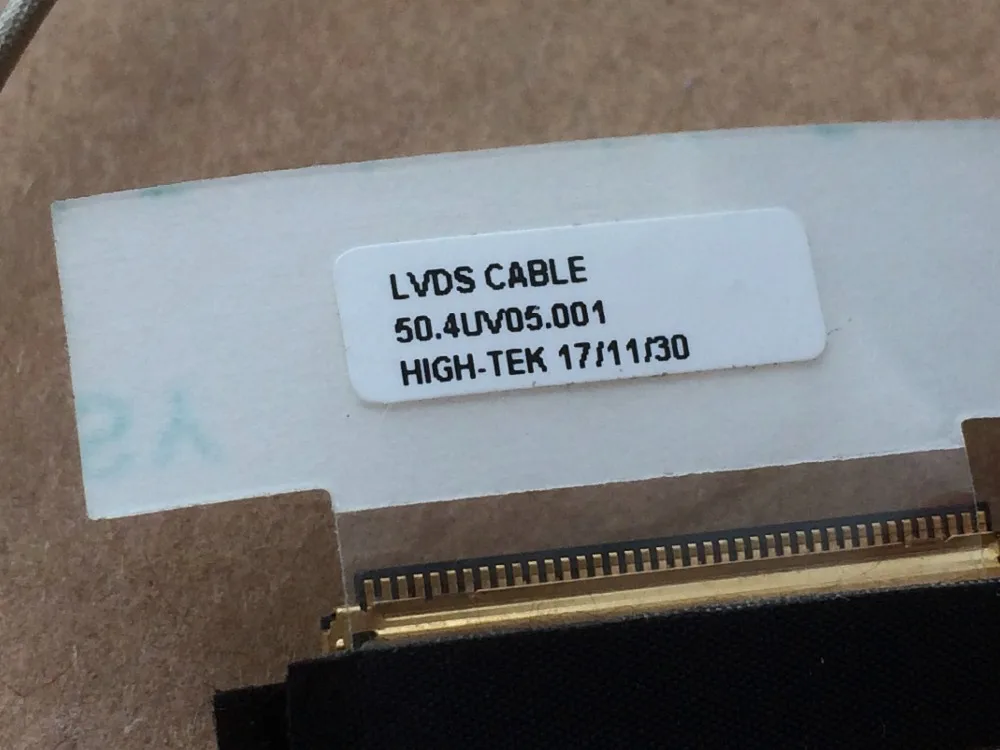 LVDS CABLE
50.4UV05.001
HIGH-TEK 17/11/30